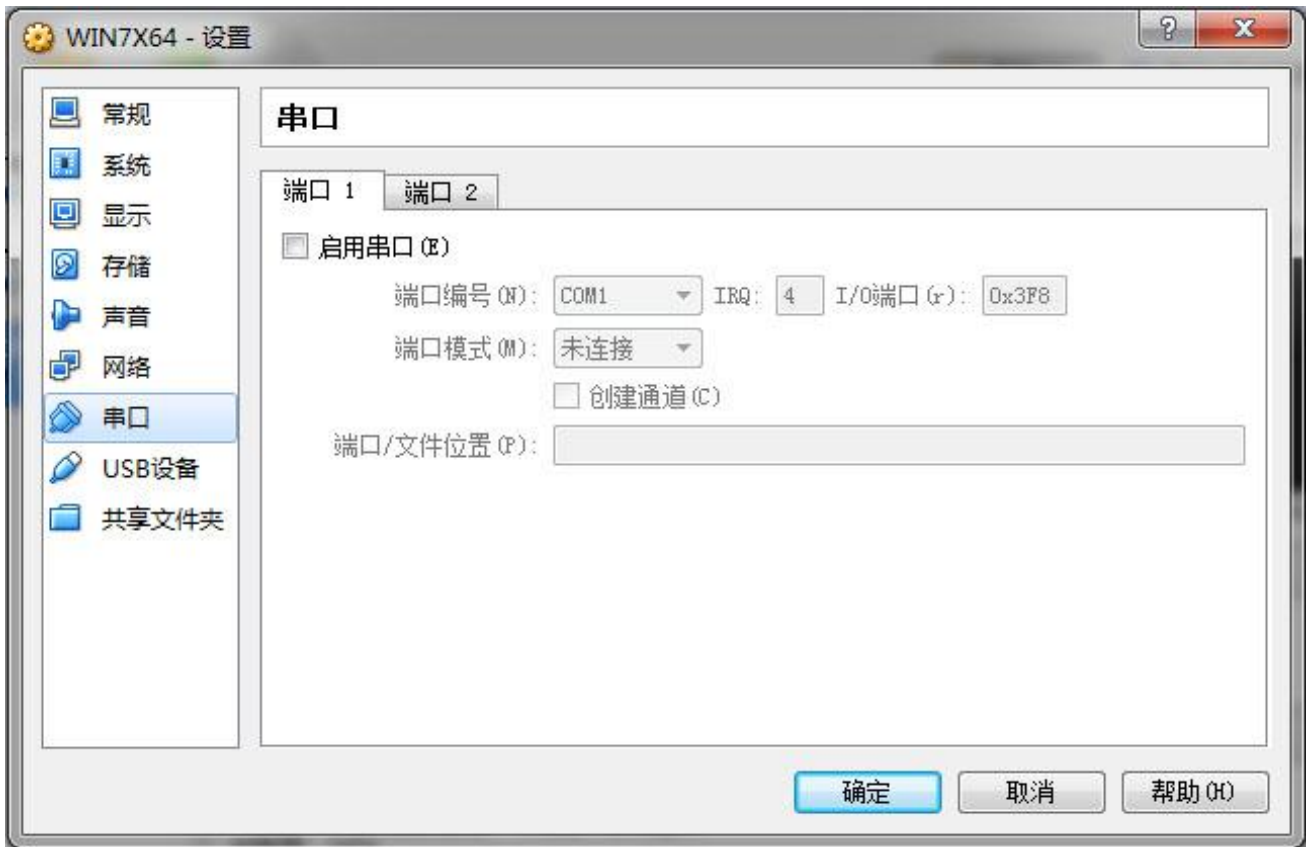 WIN7X64 - 设置
常规
系统
显示
存储
声音
网络
串口
USB设备
共享文件夹
串口
端口 1 端口 2
启用串口(E)
端口编号(N): COM1 IRQ: 4 I/O端口(r): 0x3F8
端口模式(M): 未连接
创建通道(C)
端口/文件位置(P):
确定 取消 帮助(H)